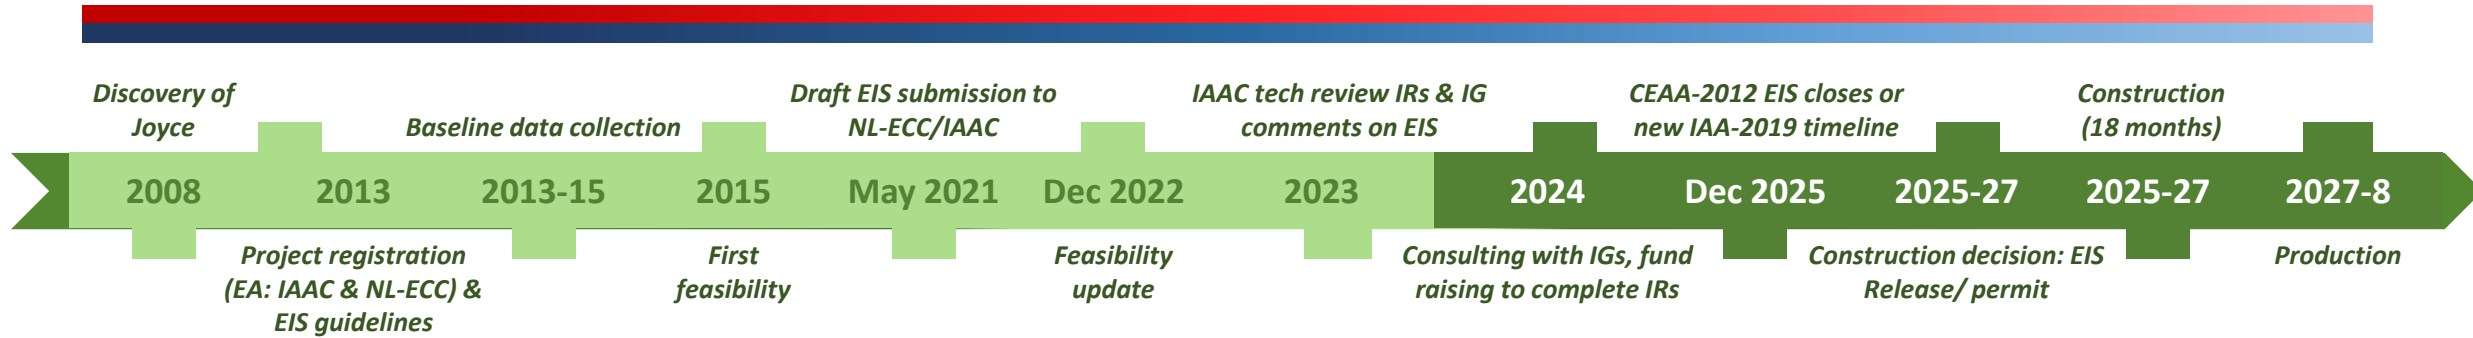 Discovery of
Joyce
Baseline data collection
Draft EIS submission to
NL-ECC/IAAC
IAAC tech review IRs & IG
comments on EIS
CEAA-2012 EIS closes or
new IAA-2019 timeline
Construction
(18 months)
2008
2013
2013-15
2015
May 2021
Dec 2022
2023
2024
Dec 2025
2025-27
2025-27
2027-8
Project registration
(EA: IAAC & NL-ECC) &
EIS guidelines
First
feasibility
Feasibility
update
Consulting with IGs, fund
raising to complete IRs
Construction decision: EIS
Release/ permit
Production